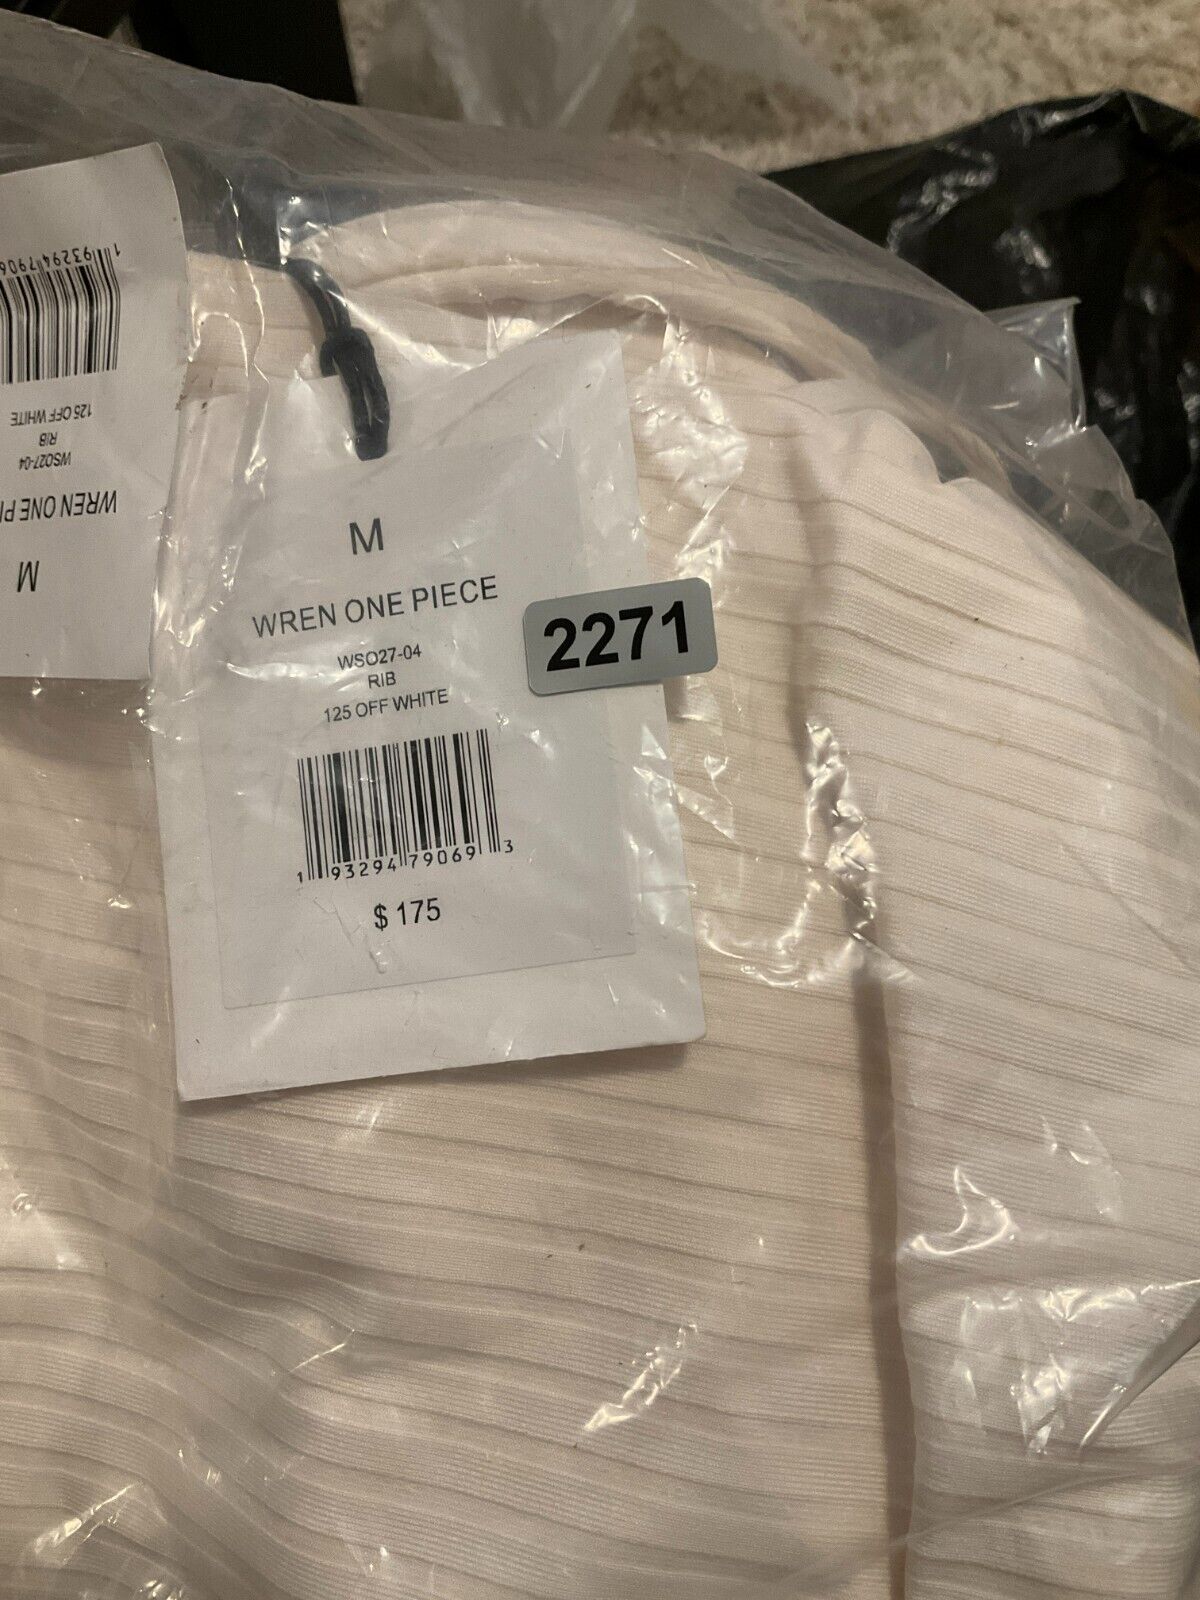 M
WREN ONE PIECE
2271
WSO27-04
RIB
125 OFF WHITE
1 93294 79069 3
$ 175
M
WREN ONE
WSO27-04
RIB
125 OFF WHITE
1 93294 7906